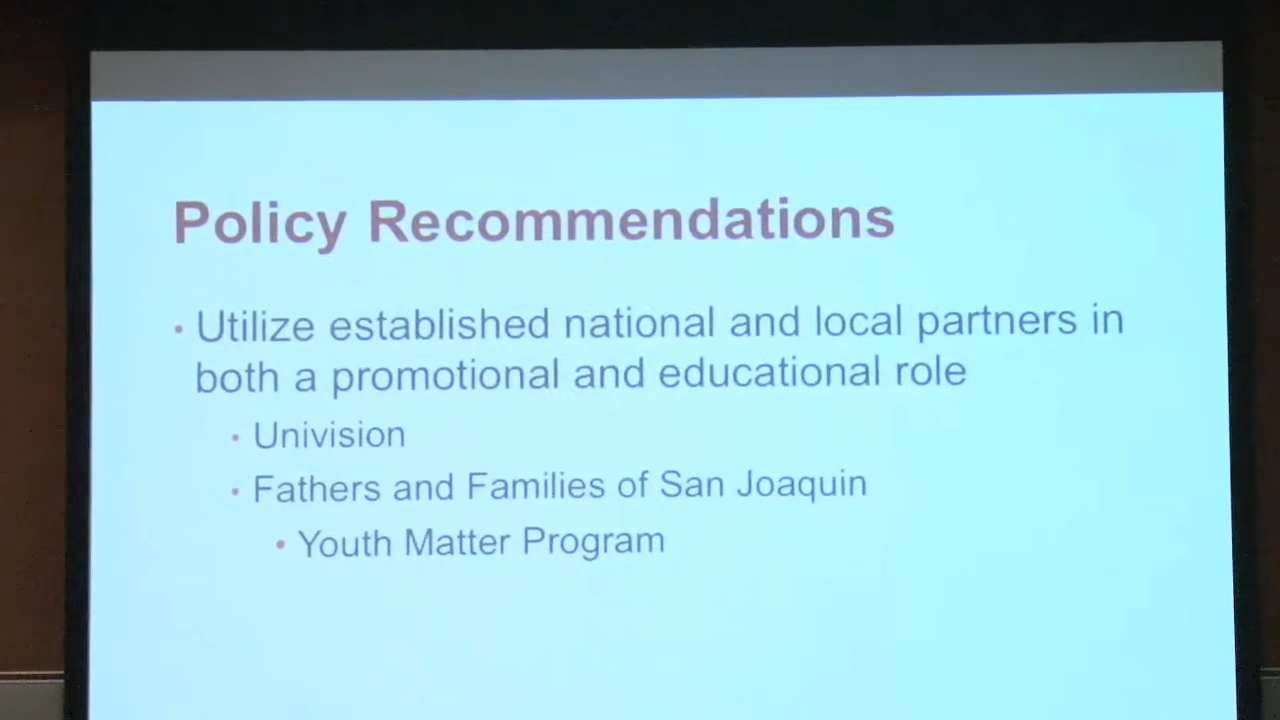 Policy Recommendations
• Utilize established national and local partners in
both a promotional and educational role
• Univision
• Fathers and Families of San Joaquin
• Youth Matter Program